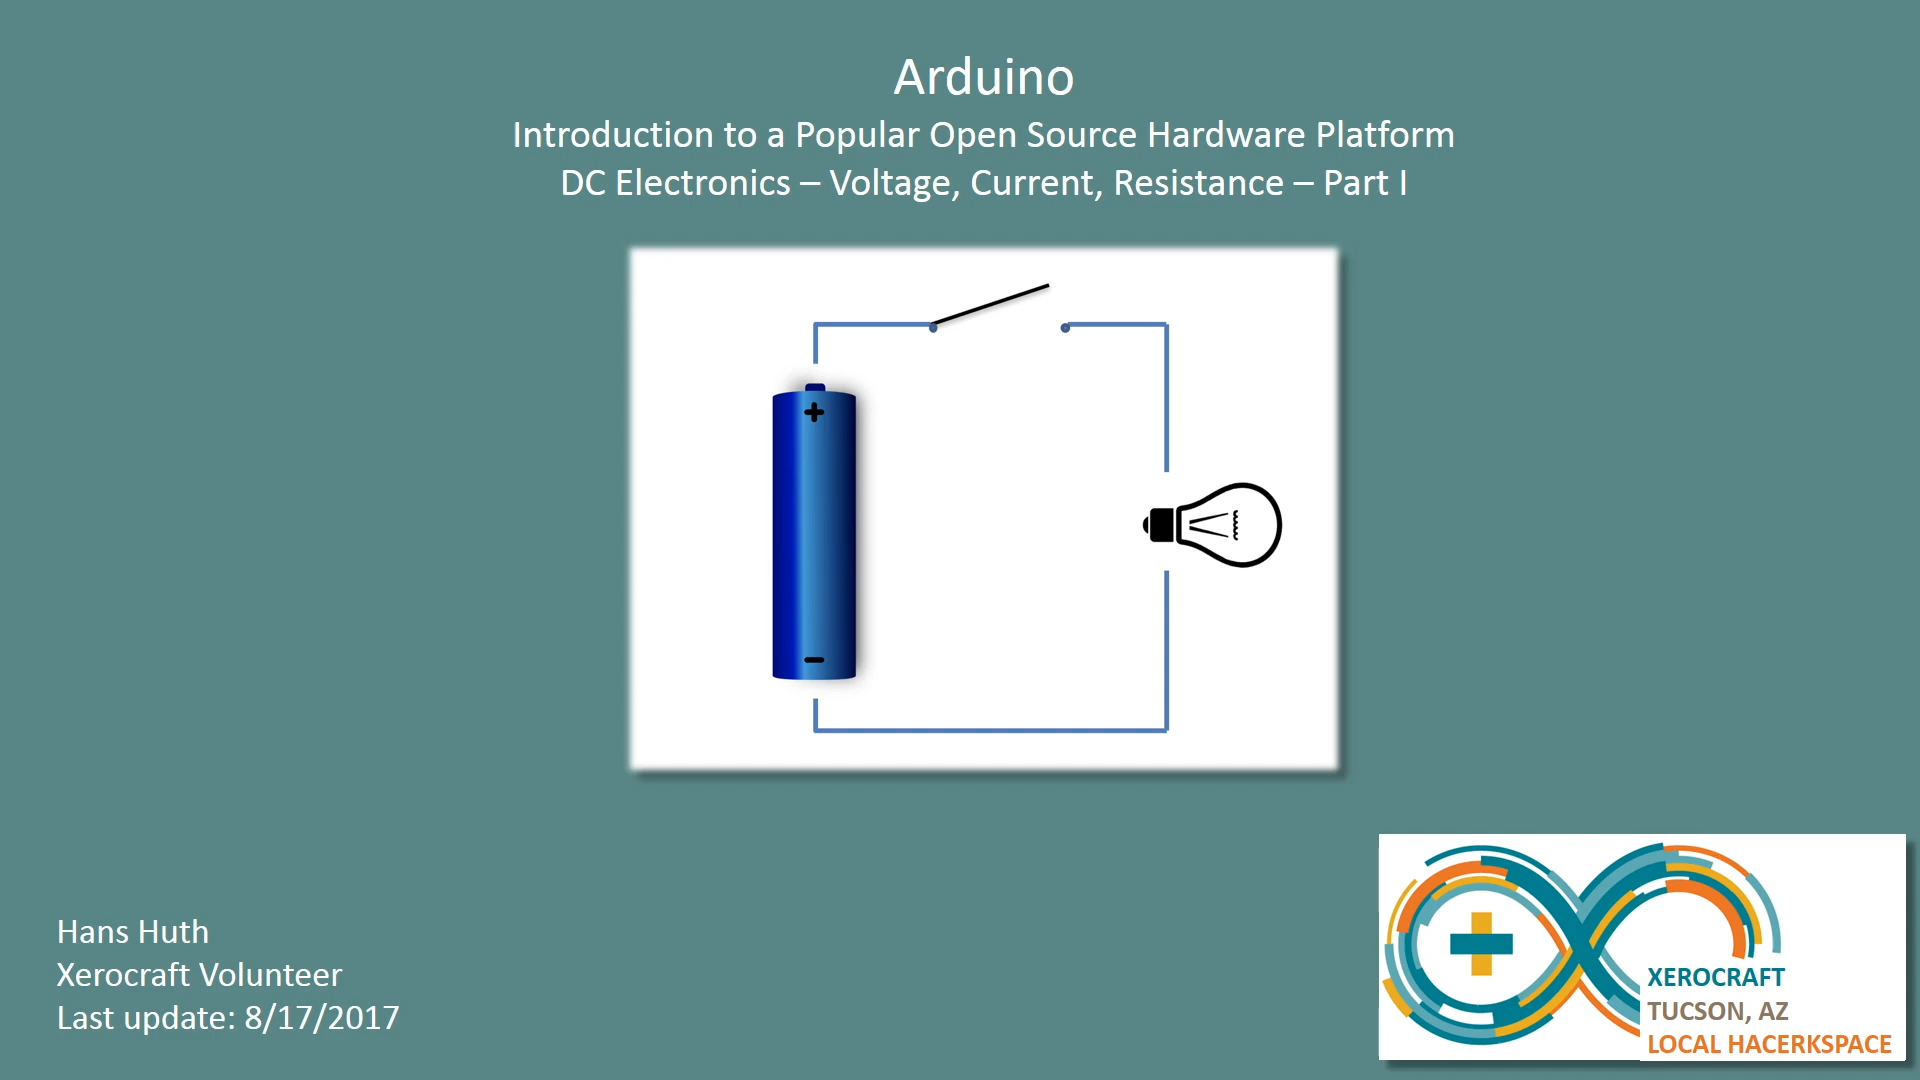 Arduino
Introduction to a Popular Open Source Hardware Platform
DC Electronics – Voltage, Current, Resistance – Part I
+
−
Hans Huth
Xerocraft Volunteer
Last update: 8/17/2017
XEROCRAFT
TUCSON, AZ
LOCAL HACERKSPACE